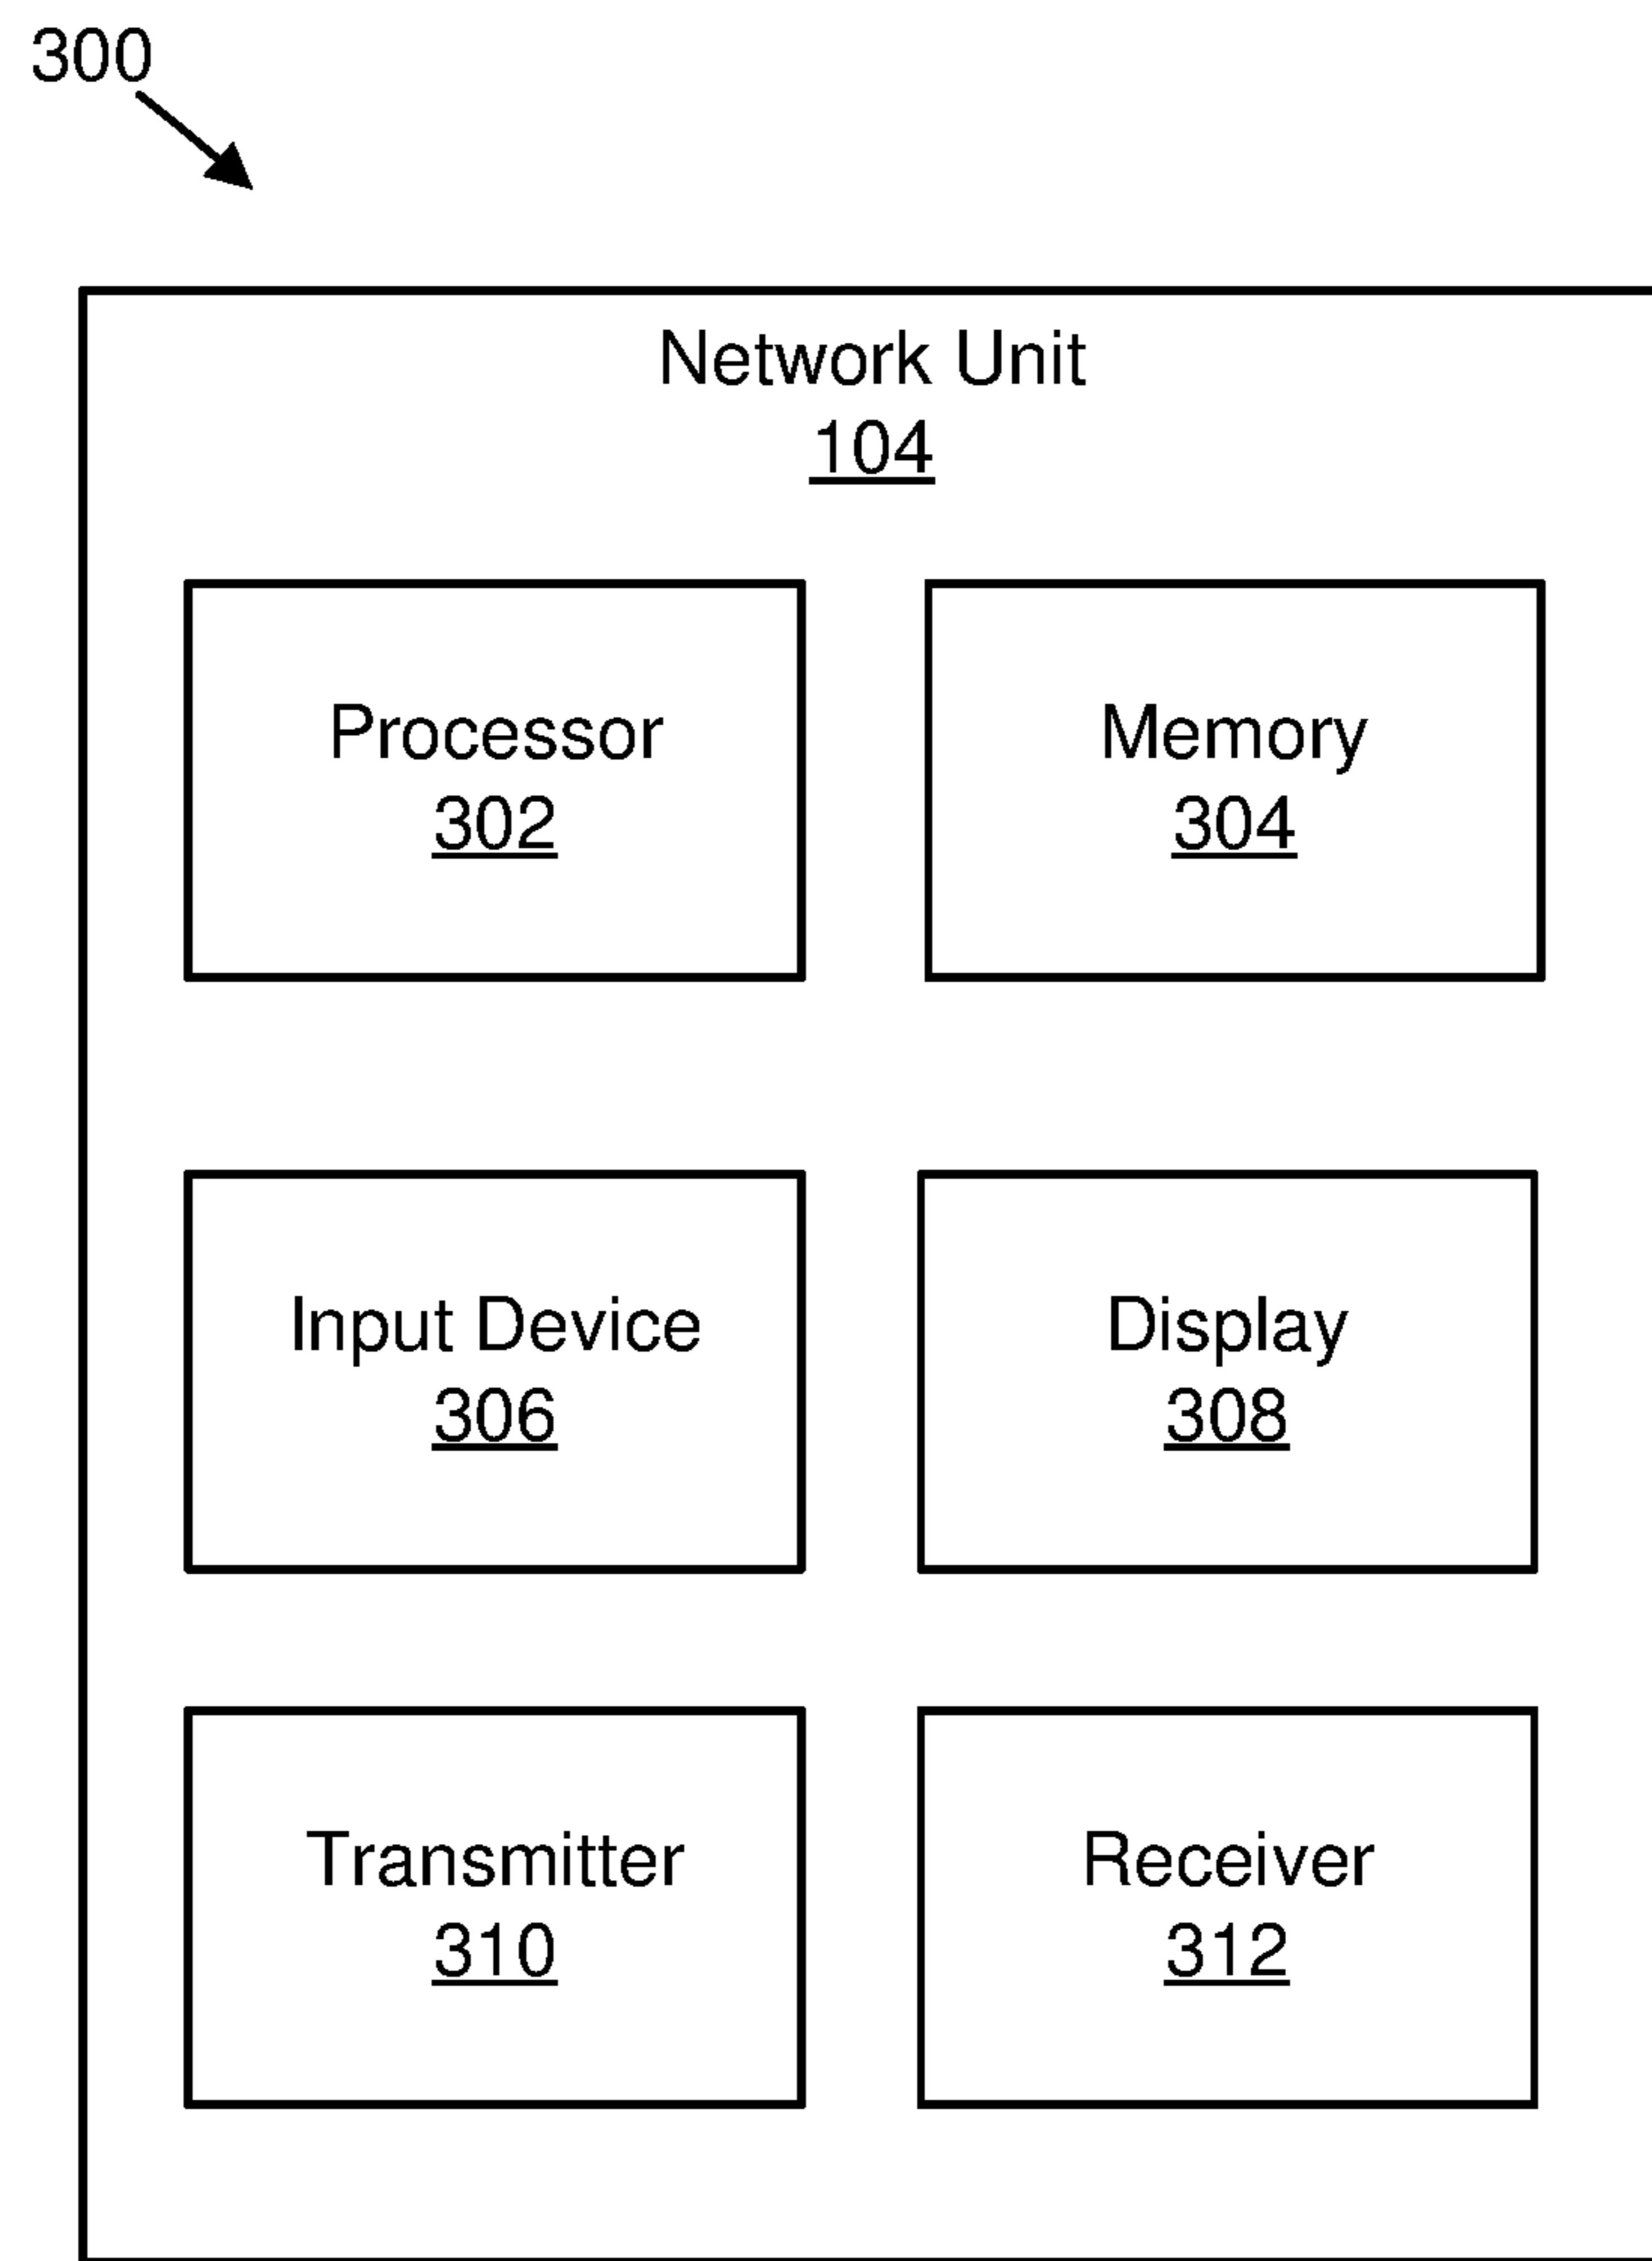 300
Network Unit
104
Processor
302
Memory
304
Input Device
306
Display
308
Transmitter
310
Receiver
312